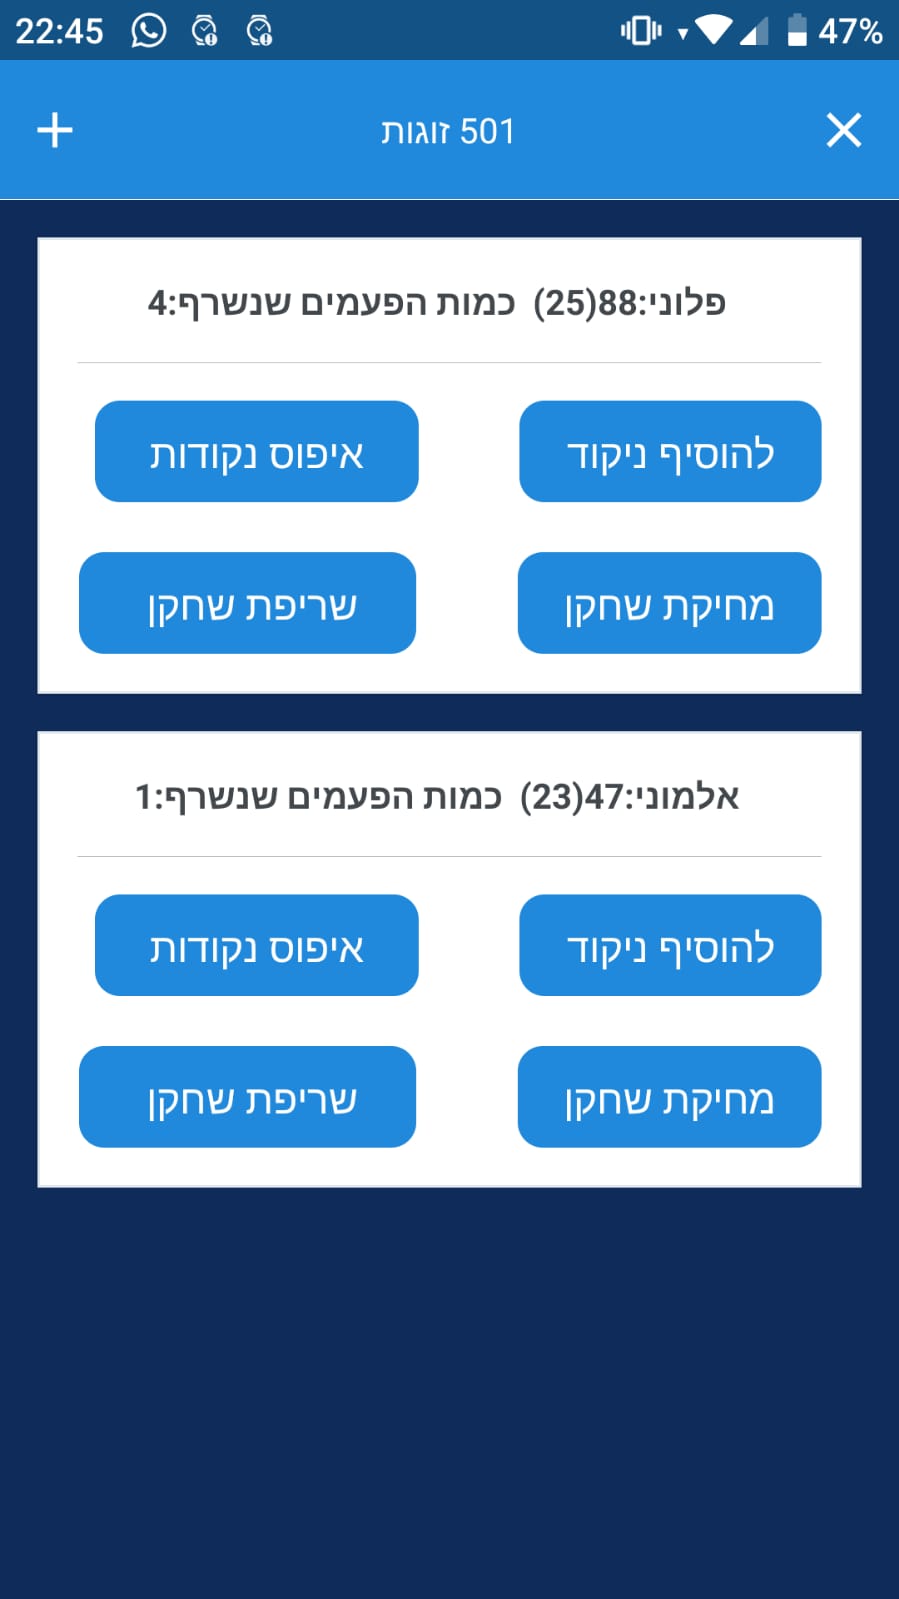 22:45 47%
501 זוגות
פלוני:88(25) כמות הפעמים שנשרף:4
להוסיף ניקוד איפוס נקודות
מחיקת שחקן שריפת שחקן
אלמוני:47(23) כמות הפעמים שנשרף:1
להוסיף ניקוד איפוס נקודות
מחיקת שחקן שריפת שחקן